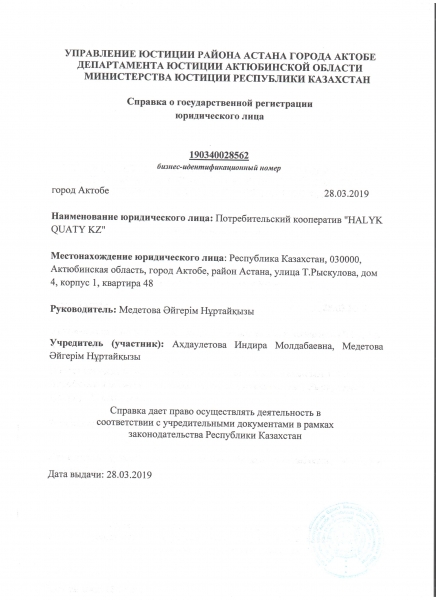 УПРАВЛЕНИЕ ЮСТИЦИИ РАЙОНА АСТАНА ГОРОДА АКТОБЕ
ДЕПАРТАМЕНТА ЮСТИЦИИ АКТЮБИНСКОЙ ОБЛАСТИ
МИНИСТЕРСТВА ЮСТИЦИИ РЕСПУБЛИКИ КАЗАХСТАН
Справка о государственной регистрации
юридического лица
190340028562
бизнес-идентификационный номер
город Актобе
28.03.2019
Наименование юридического лица: Потребительский кооператив "HALYK
QUATY KZ"
Местонахождение юридического лица: Республика Казахстан, 030000,
Актюбинская область, город Актобе, район Астана, улица Т.Рыскулова, дом
4, корпус 1, квартира 48
Руководитель: Медетова Әйгерім Нұртайқызы
Учредитель (участник): Ахдаулетова Индира Молдабаевна, Медетова
Әйгерім Нұртайқызы
Справка дает право осуществлять деятельность в
соответствии с учредительными документами в рамках
законодательства Республики Казахстан
Дата выдачи: 28.03.2019